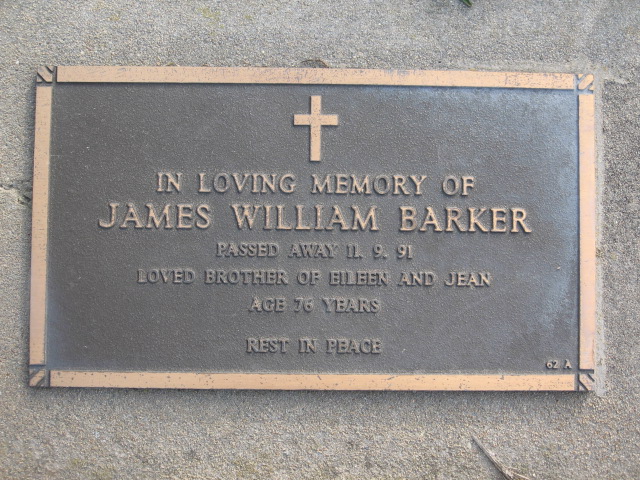 IN LOVING MEMORY OF
JAMES WILLIAM BARKER
PASSED AWAY 11. 9. 91
LOVED BROTHER OF EILEEN AND JEAN
AGE 76 YEARS
REST IN PEACE
62 A